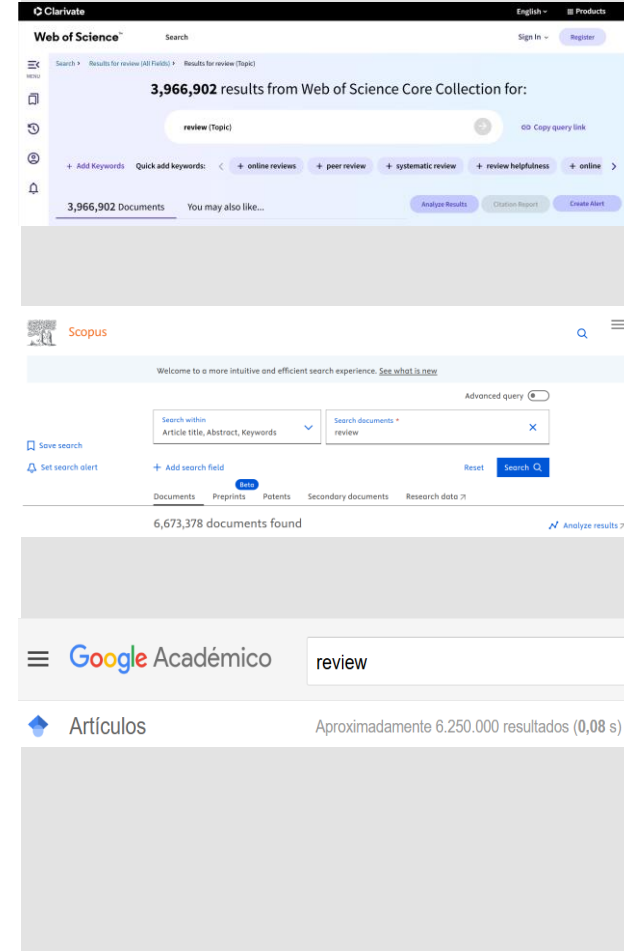 Clarivate English Products
Web of Science™ Search Sign In Register
MENU Search > Results for review (All Fields) > Results for review (Topic)
3,966,902 results from Web of Science Core Collection for:
review (Topic) Copy query link
+ Add Keywords Quick add keywords: < + online reviews + peer review + systematic review + review helpfulness + online >
3,966,902 Documents You may also like... Analyze Results Citation Report Create Alert
Scopus
Welcome to a more intuitive and efficient search experience. See what is new
Advanced query
Search within Search documents *
Article title, Abstract, Keywords review
Save search
Set search alert + Add search field Reset Search
Beta
Documents Preprints Patents Secondary documents Research data ↗
6,673,378 documents found Analyze results ↗
Google Académico review
Artículos Aproximadamente 6.250.000 resultados (0,08 s)